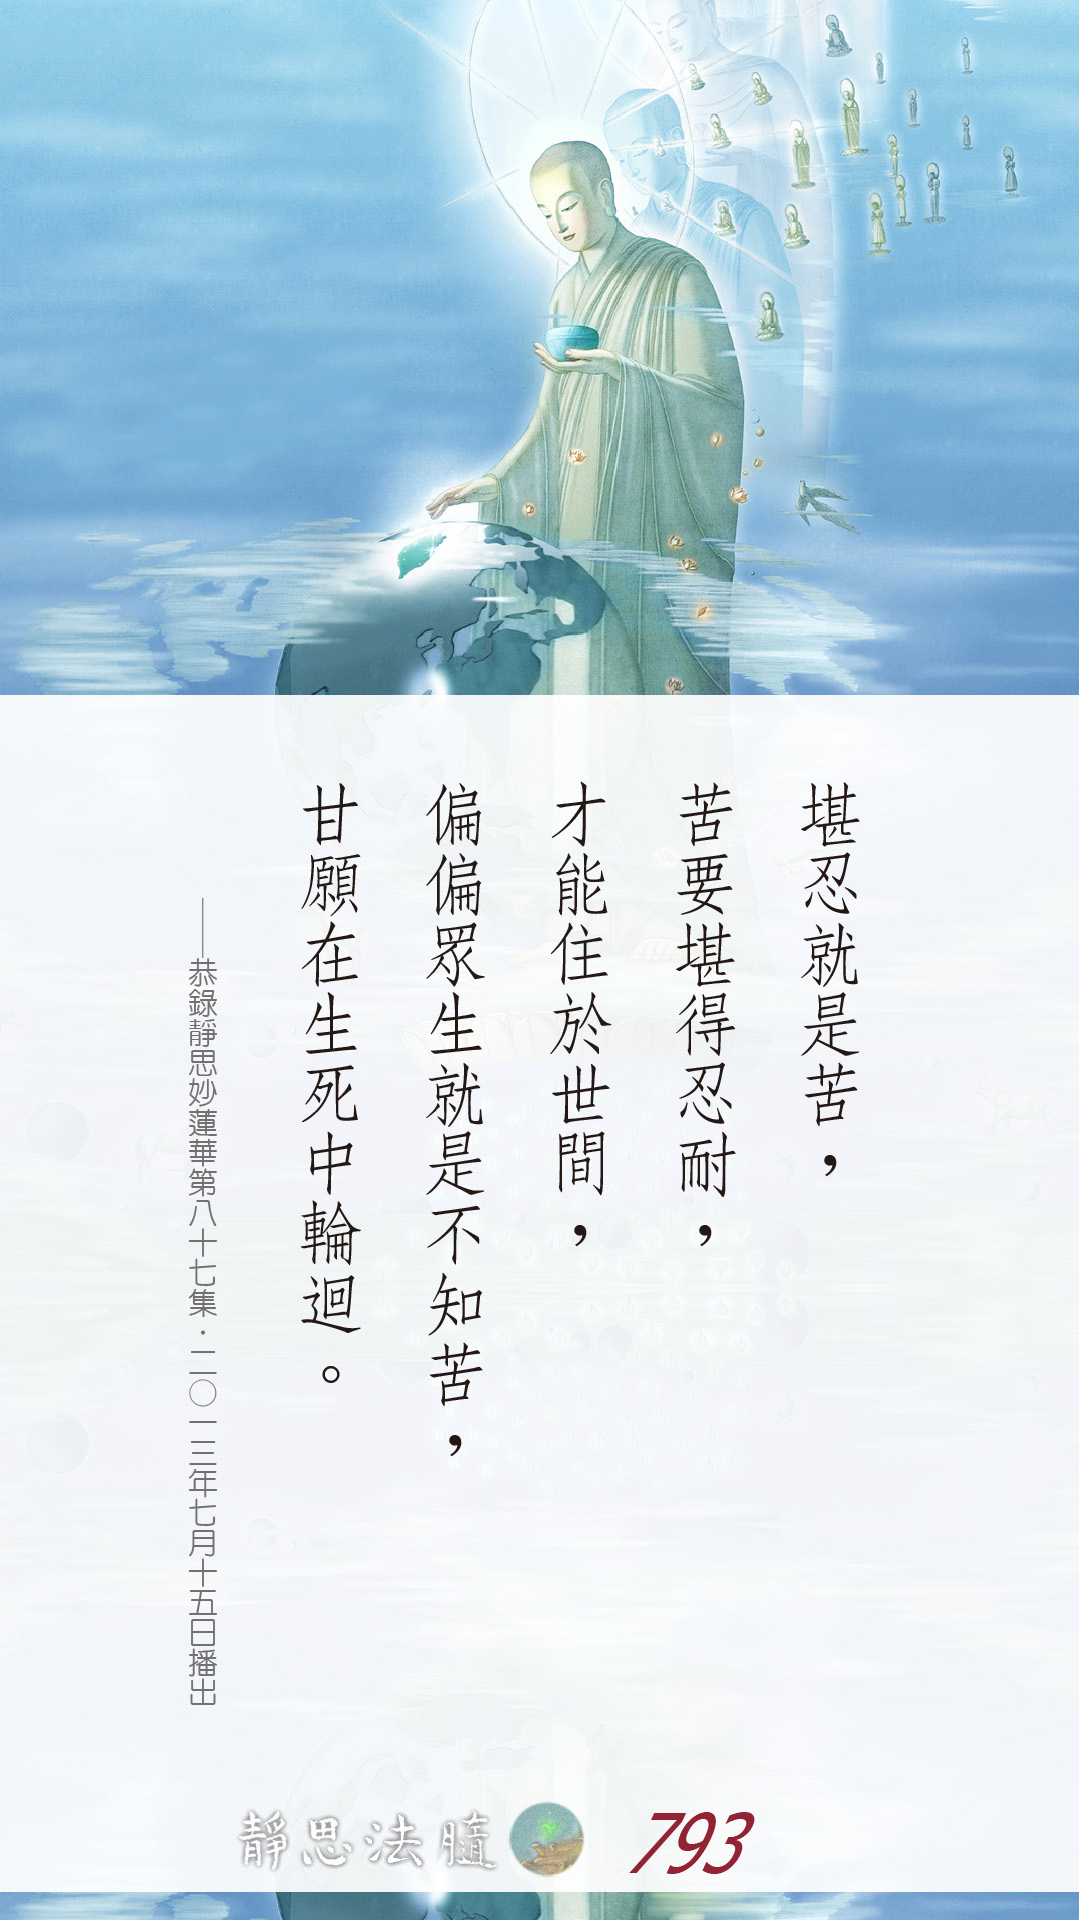 堪忍就是苦，
苦要堪得忍耐，
才能住於世間，
偏偏眾生就是不知苦，
甘願在生死中輪迴。
——恭錄靜思妙蓮華第八十七集．二〇一三年七月十五日播出
靜思法髓
793